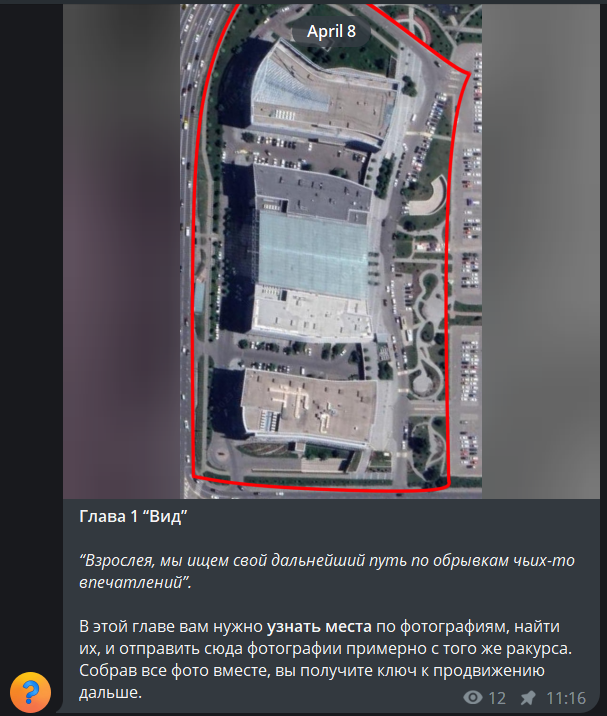 April 8
Глава 1 “Вид”
“Взрослея, мы ищем свой дальнейший путь по обрывкам чьих-то
впечатлений”.
В этой главе вам нужно узнать места по фотографиям, найти
их, и отправить сюда фотографии примерно с того же ракурса.
Собрав все фото вместе, вы получите ключ к продвижению
дальше.
12 11:16